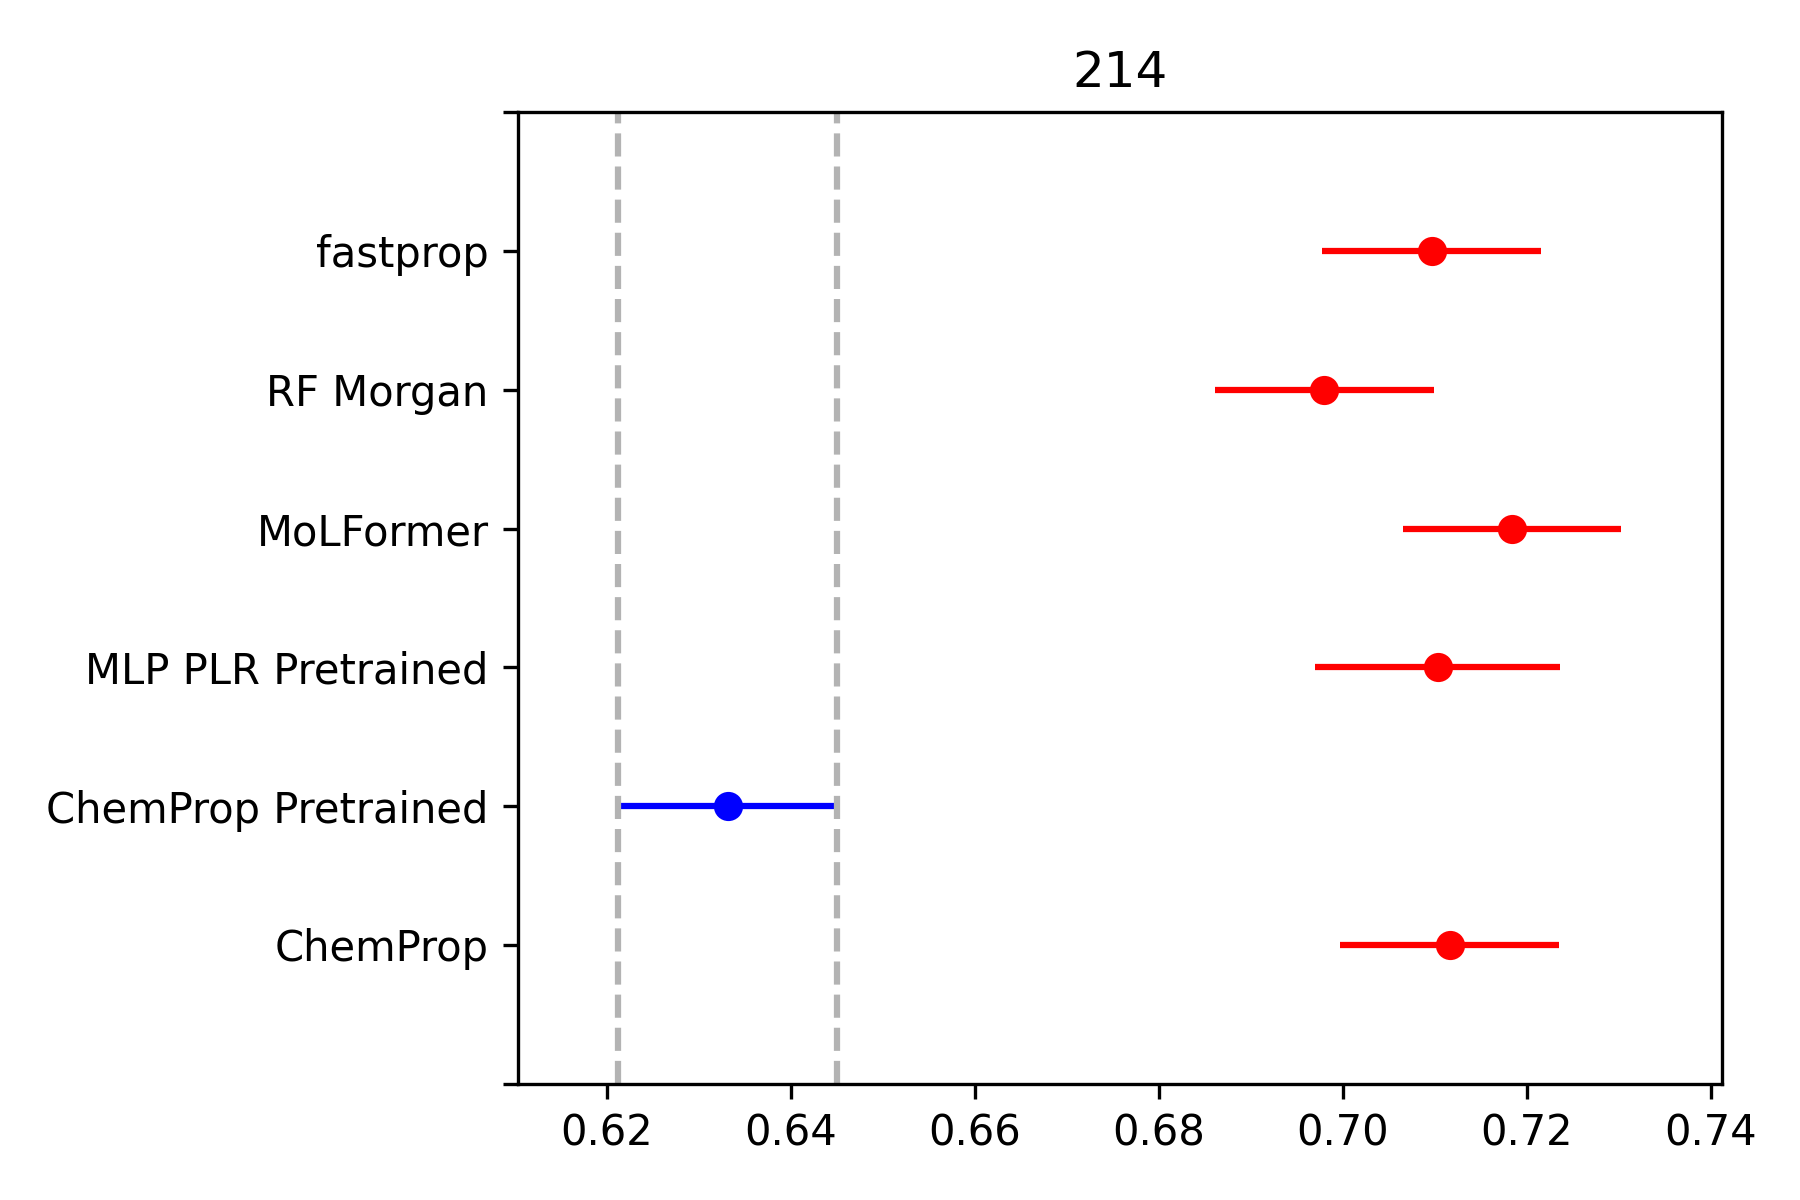 214
fastprop
RF Morgan
MoLFormer
MLP PLR Pretrained
ChemProp Pretrained
ChemProp
0.62 0.64 0.66 0.68 0.70 0.72 0.74